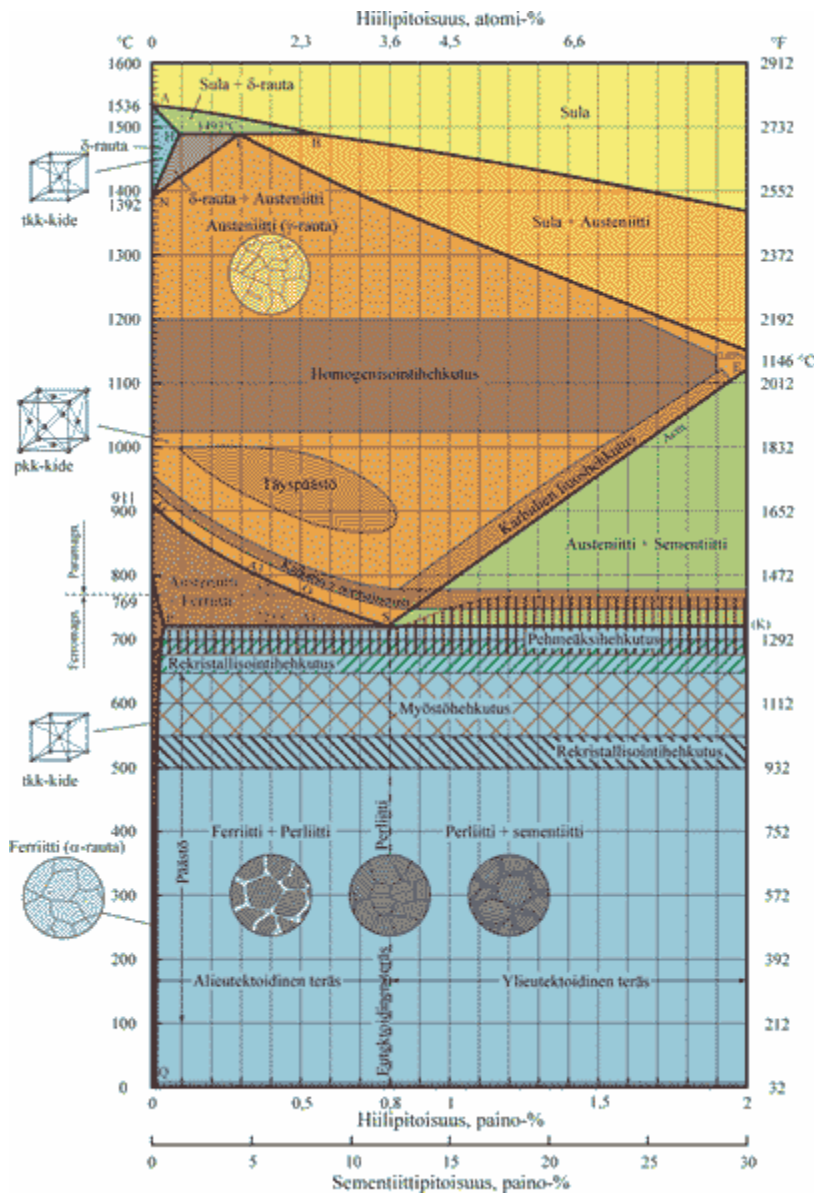 Hiilipitoisuus, atomi-%
°C 0 2,3 3,6 4,5 6,6 °F
1600 2912
1536 A
Sula + δ-rauta
Sula
1500 1493°C 2732
H B
δ-rauta
1400 2552
1392 N
tkk-kide
δ-rauta + Austeniitti
Sula + Austeniitti
Austeniitti (γ-rauta)
1300 2372
1200 2192
1146 °C
E
Homogenisointihehkutus
1100 2012
Acm
pkk-kide
1000 1832
Karbidien liuoshehkutus
Täyspäästö
911
900 1652
Austeniitti + Sementiitti
Paramagn.
800 1472
Austeniitti
Ferriitti
769
S
(K)
Ferromagn.
700 Pehmeäksihehkutus 1292
Rekristallisointihehkutus
600 Myöstöhehkutus 1112
tkk-kide
Rekristallisointihehkutus
500 932
400 752
Ferriitti + Perliitti
Perliitti
Perliitti + sementiitti
Ferriitti (α-rauta)
Päästö
300 572
200 392
Alieutektoidinen teräs
Eutektoidinen teräs
Ylieutektoidinen teräs
100 212
Q
0 32
0 0,5 0,8 1 1,5 2
Hiilipitoisuus, paino-%
0 5 10 15 20 25 30
Sementiittipitoisuus, paino-%